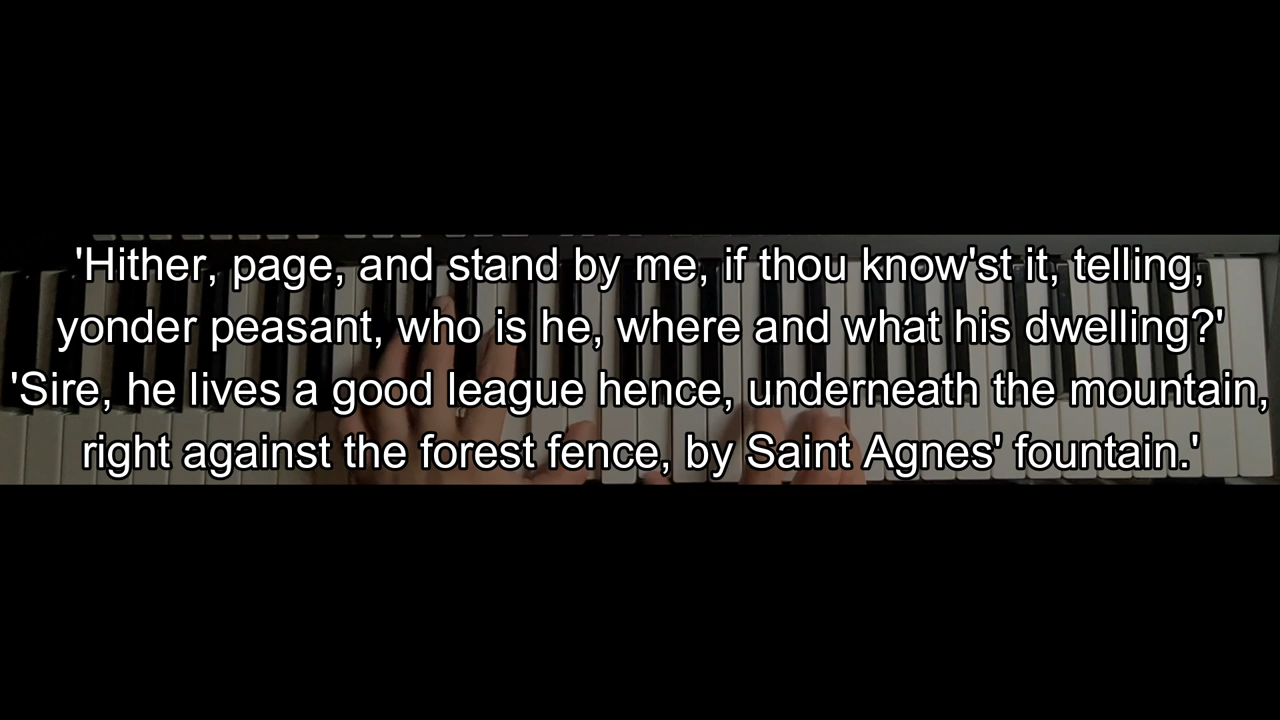 'Hither, page, and stand by me, if thou know'st it, telling,
yonder peasant, who is he, where and what his dwelling?'
'Sire, he lives a good league hence, underneath the mountain,
right against the forest fence, by Saint Agnes' fountain.'